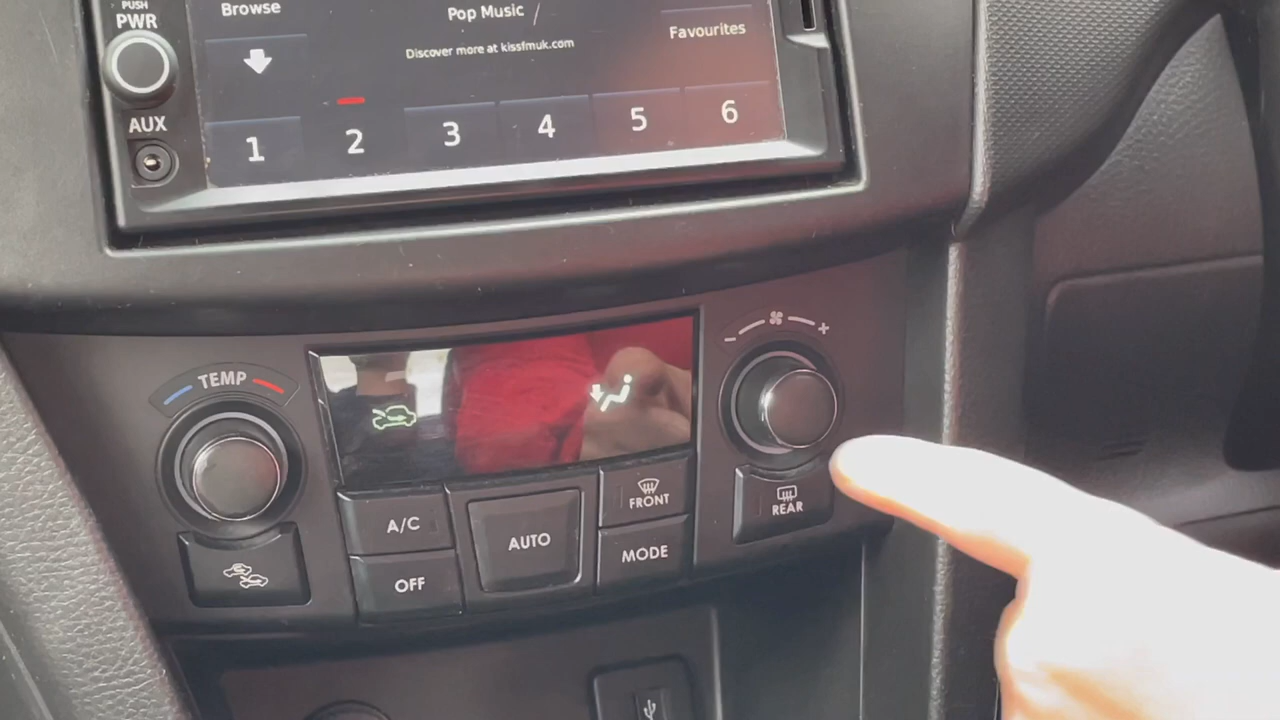 PUSH
PWR
Browse
Pop Music /
Discover more at kissfmuk.com
Favourites
AUX
1 2 3 4 5 6
TEMP
- +
A/C
AUTO
FRONT
REAR
OFF
MODE